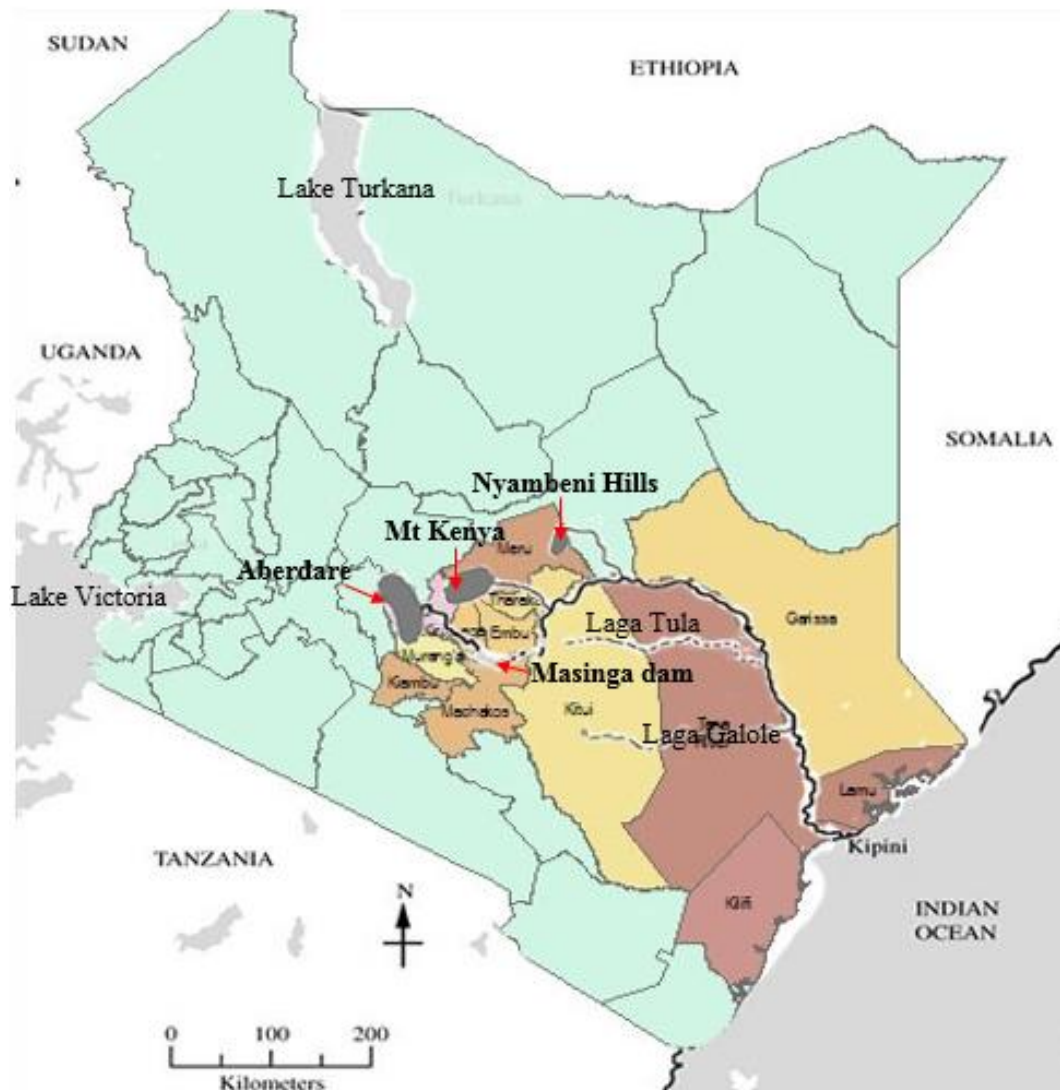 SUDAN
ETHIOPIA
Lake Turkana
Turkana
UGANDA
SOMALIA
Nyambeni Hills
Mt Kenya
Meru
Aberdare
Lake Victoria
Tharaka
Garissa
Laga Tula
Embu
Murang'a
Masinga dam
Kiambu
Machakos
Kitui
Laga Galole
Lamu
Kipini
TANZANIA
N
Kilifi
INDIAN
OCEAN
0 100 200
Kilometers